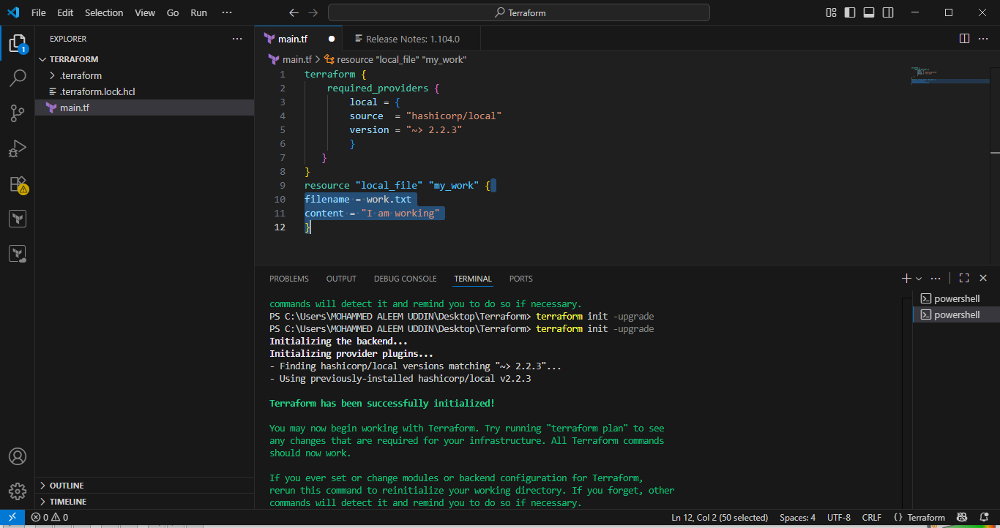 File Edit Selection View Go Run ··· Terraform
EXPLORER
TERRAFORM
.terraform
.terraform.lock.hcl
main.tf
main.tf
Release Notes: 1.104.0
main.tf > resource "local_file" "my_work"
1 terraform {
2 required_providers {
3 local = {
4 source  = "hashicorp/local"
5 version = "~> 2.2.3"
6 }
7 }
8 }
9 resource "local_file" "my_work" {
10 filename = work.txt
11 content = "I am working"
12 }
PROBLEMS OUTPUT DEBUG CONSOLE TERMINAL PORTS
powershell
powershell
commands will detect it and remind you to do so if necessary.
PS C:\Users\MOHAMMED ALEEM UDDIN\Desktop\Terraform> terraform init -upgrade
PS C:\Users\MOHAMMED ALEEM UDDIN\Desktop\Terraform> terraform init -upgrade
Initializing the backend...
Initializing provider plugins...
- Finding hashicorp/local versions matching "~> 2.2.3"...
- Using previously-installed hashicorp/local v2.2.3
Terraform has been successfully initialized!
You may now begin working with Terraform. Try running "terraform plan" to see
any changes that are required for your infrastructure. All Terraform commands
should now work.
If you ever set or change modules or backend configuration for Terraform,
rerun this command to reinitialize your working directory. If you forget, other
commands will detect it and remind you to do so if necessary.
1
OUTLINE
TIMELINE
0 0 Ln 12, Col 2 (50 selected) Spaces: 4 UTF-8 CRLF {} Terraform